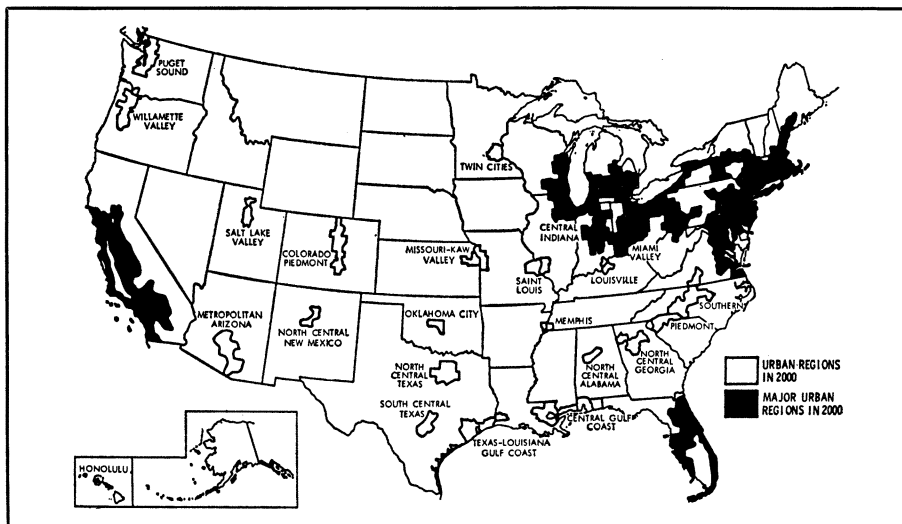 PUGET
SOUND
WILLAMETTE
VALLEY
TWIN CITIES
SALT LAKE
VALLEY
COLORADO
PIEDMONT
MISSOURI-KAW
VALLEY
CENTRAL
INDIANA
MIAMI
VALLEY
SAINT
LOUIS
LOUISVILLE
METROPOLITAN
ARIZONA
NORTH CENTRAL
NEW MEXICO
OKLAHOMA CITY
MEMPHIS
SOUTHERN
PIEDMONT
NORTH
CENTRAL
TEXAS
NORTH
CENTRAL
ALABAMA
NORTH
CENTRAL
GEORGIA
SOUTH CENTRAL
TEXAS
TEXAS-LOUISIANA
GULF COAST
CENTRAL GULF
COAST
HONOLULU
URBAN REGIONS
IN 2000
MAJOR URBAN
REGIONS IN 2000